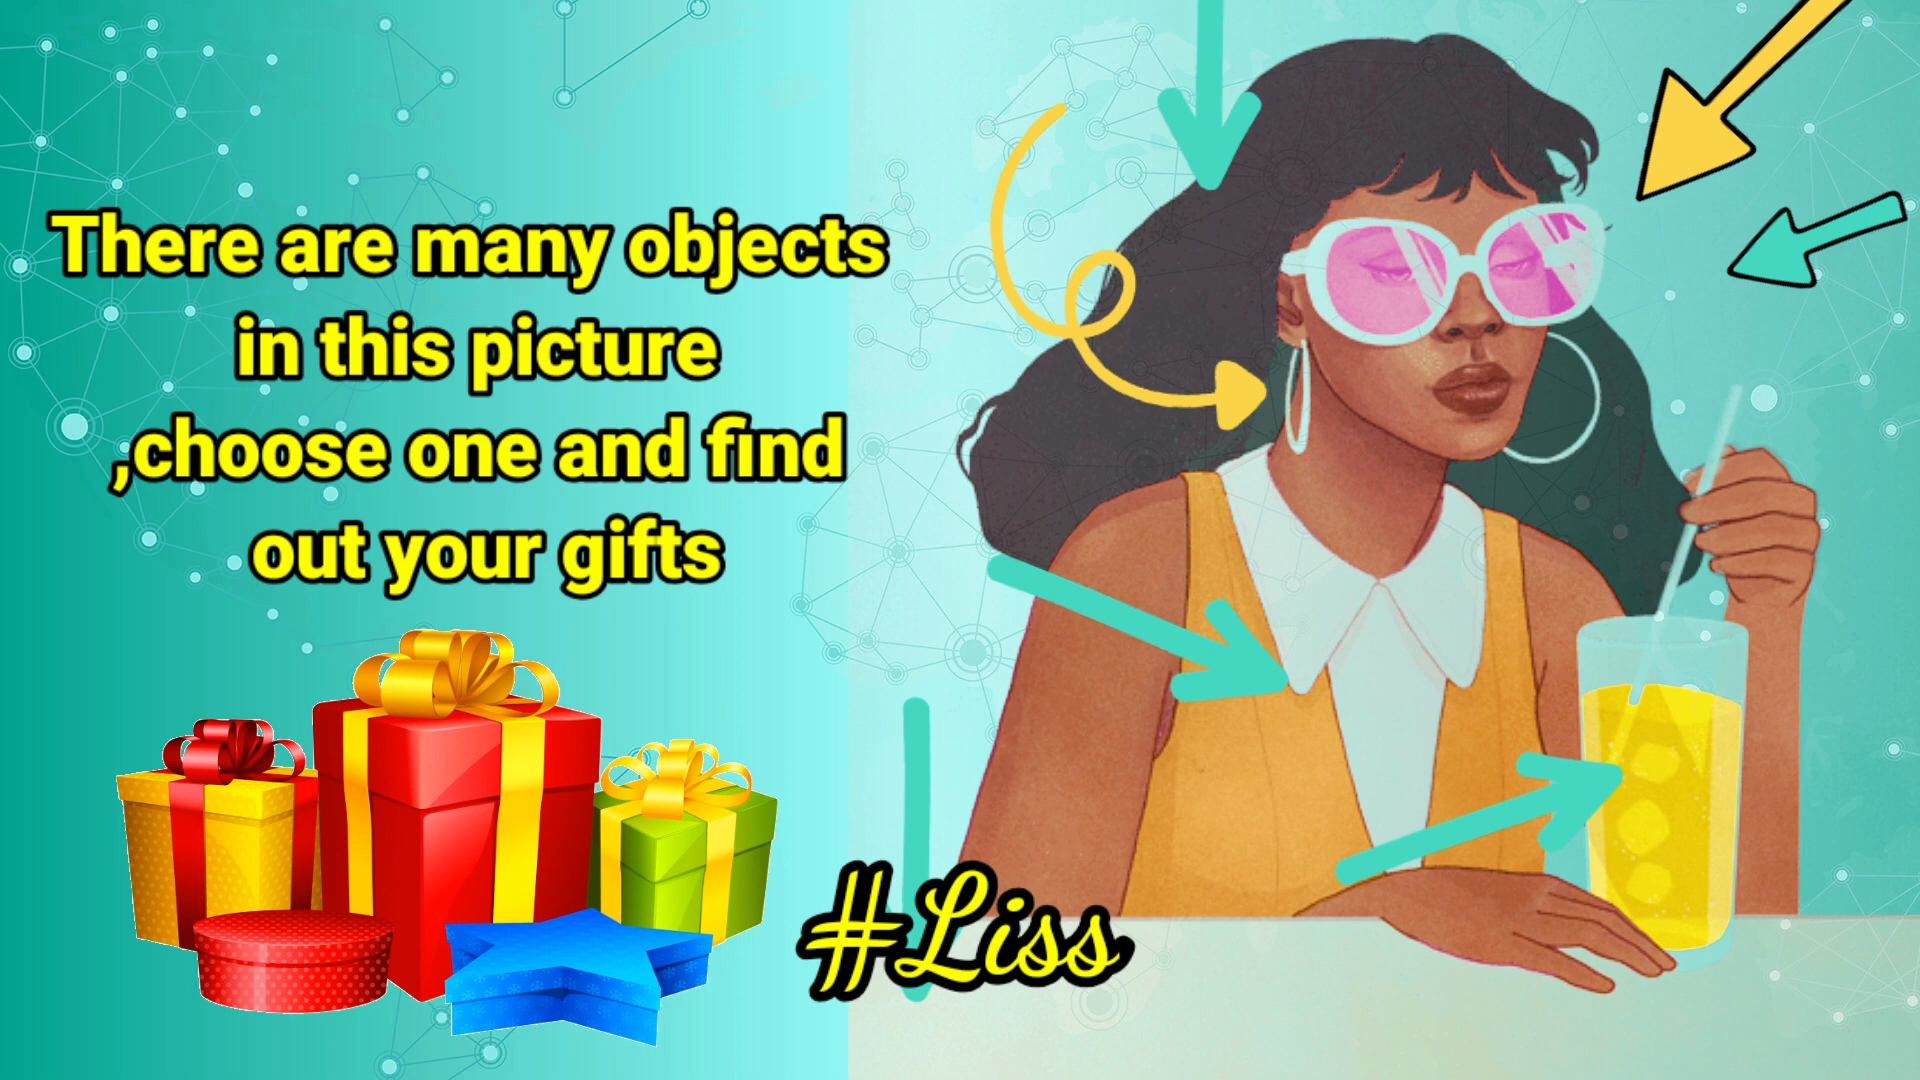 There are many objects
in this picture
,choose one and find
out your gifts
#Liss